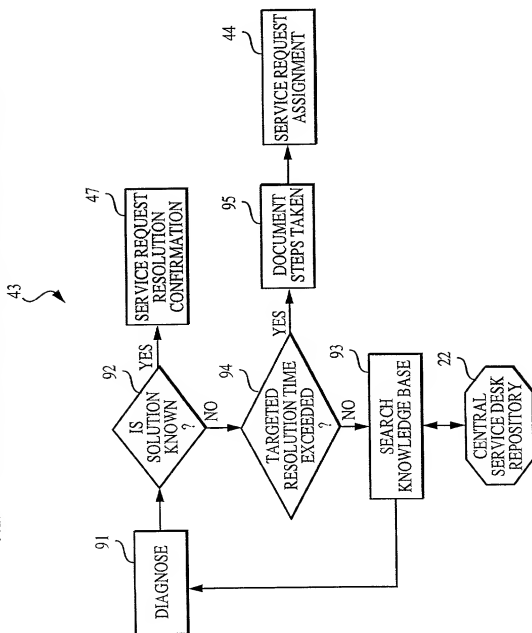 43
91
DIAGNOSE
92
IS
SOLUTION
KNOWN
?
YES
NO
47
SERVICE REQUEST
RESOLUTION
CONFIRMATION
94
TARGETED
RESOLUTION TIME
EXCEEDED
?
YES
NO
95
DOCUMENT
STEPS TAKEN
44
SERVICE REQUEST
ASSIGNMENT
93
SEARCH
KNOWLEDGE BASE
22
CENTRAL
SERVICE DESK
REPOSITORY